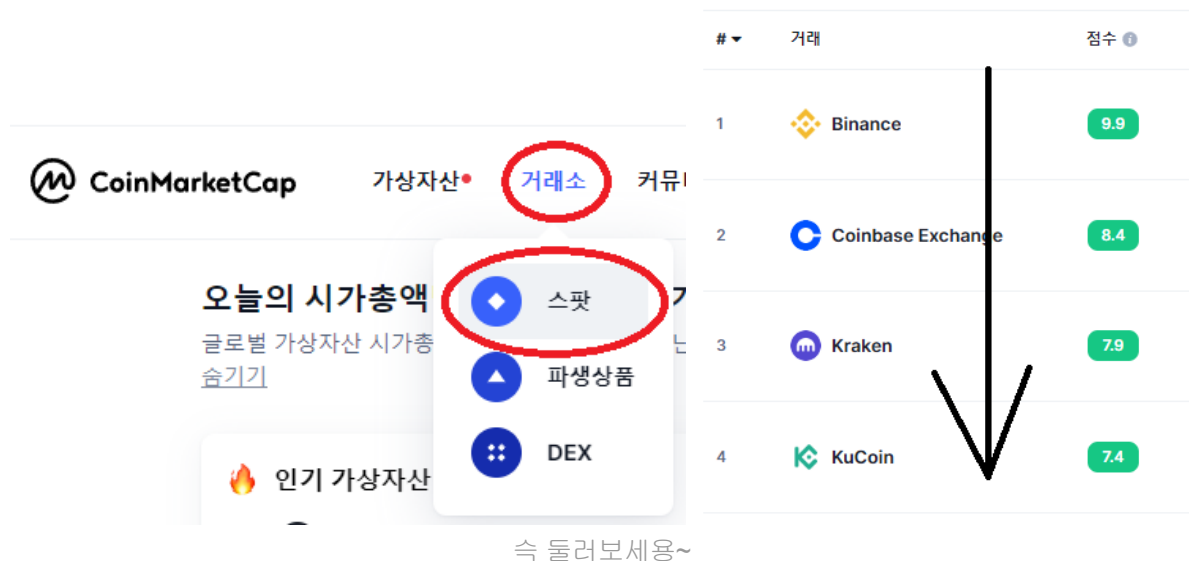 CoinMarketCap
가상자산
거래소
스팟
파생상품
DEX
오늘의 시가총액
글로벌 가상자산 시가총
숨기기
인기 가상자산
# 거래 점수
1 Binance 9.9
2 Coinbase Exchange 8.4
3 Kraken 7.9
4 KuCoin 7.4
슥 둘러보세용~